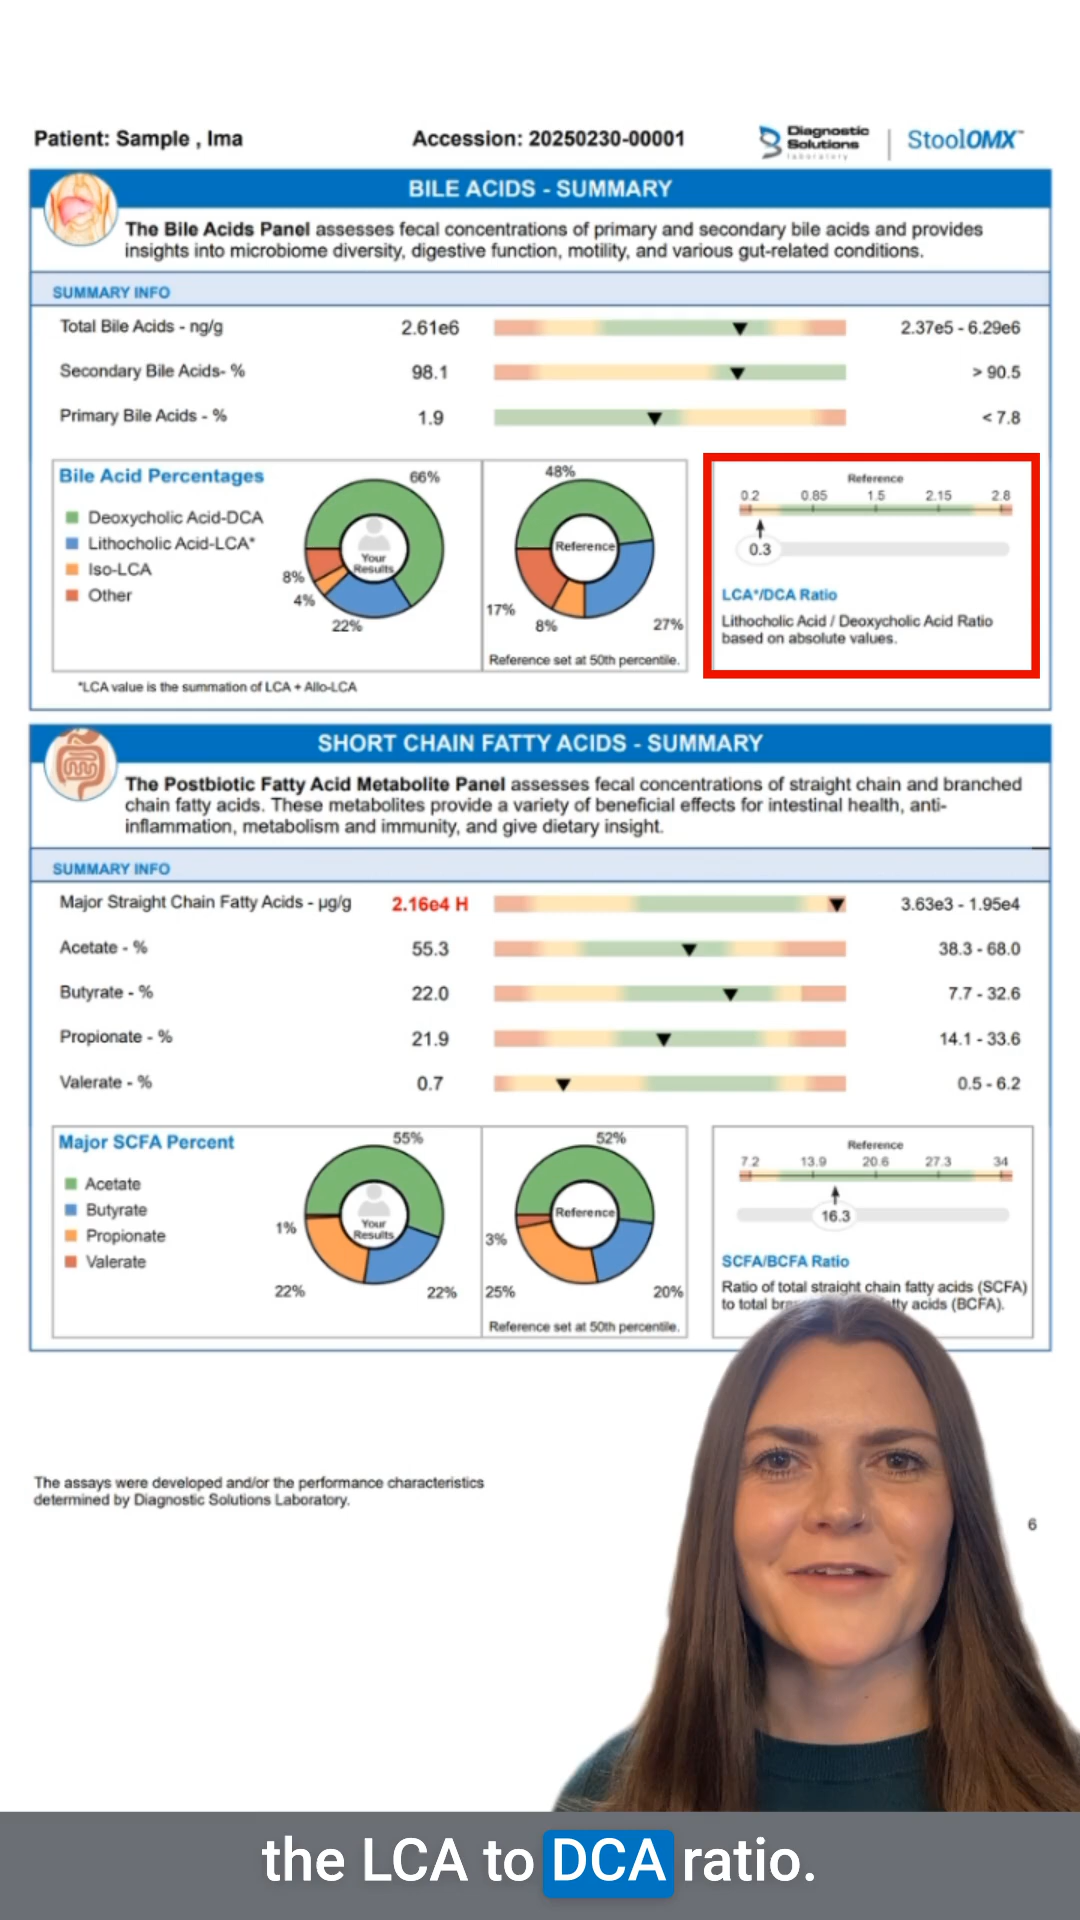 Patient: Sample , Ima
Accession: 20250230-00001
Diagnostic
Solutions
laboratory
StoolOMX™
BILE ACIDS - SUMMARY
The Bile Acids Panel assesses fecal concentrations of primary and secondary bile acids and provides
insights into microbiome diversity, digestive function, motility, and various gut-related conditions.
SUMMARY INFO
Total Bile Acids - ng/g 2.61e6 2.37e5 - 6.29e6
Secondary Bile Acids- % 98.1 > 90.5
Primary Bile Acids - % 1.9 < 7.8
Bile Acid Percentages
Deoxycholic Acid-DCA
Lithocholic Acid-LCA*
Iso-LCA
Other
66%
Your
Results
8%
4%
22%
48%
Reference
17%
8%
27%
Reference set at 50th percentile.
Reference
0.2 0.85 1.5 2.15 2.8
0.3
LCA*/DCA Ratio
Lithocholic Acid / Deoxycholic Acid Ratio
based on absolute values.
*LCA value is the summation of LCA + Allo-LCA
SHORT CHAIN FATTY ACIDS - SUMMARY
The Postbiotic Fatty Acid Metabolite Panel assesses fecal concentrations of straight chain and branched
chain fatty acids. These metabolites provide a variety of beneficial effects for intestinal health, anti-
inflammation, metabolism and immunity, and give dietary insight.
SUMMARY INFO
Major Straight Chain Fatty Acids - µg/g 2.16e4 H 3.63e3 - 1.95e4
Acetate - % 55.3 38.3 - 68.0
Butyrate - % 22.0 7.7 - 32.6
Propionate - % 21.9 14.1 - 33.6
Valerate - % 0.7 0.5 - 6.2
Major SCFA Percent
Acetate
Butyrate
Propionate
Valerate
55%
Your
Results
1%
22%
22%
52%
Reference
3%
25%
20%
Reference set at 50th percentile.
Reference
7.2 13.9 20.6 27.3 34
16.3
SCFA/BCFA Ratio
Ratio of total straight chain fatty acids (SCFA)
to total acids (BCFA).
The assays were developed and/or the performance characteristics
determined by Diagnostic Solutions Laboratory.
6
the LCA to DCA ratio.